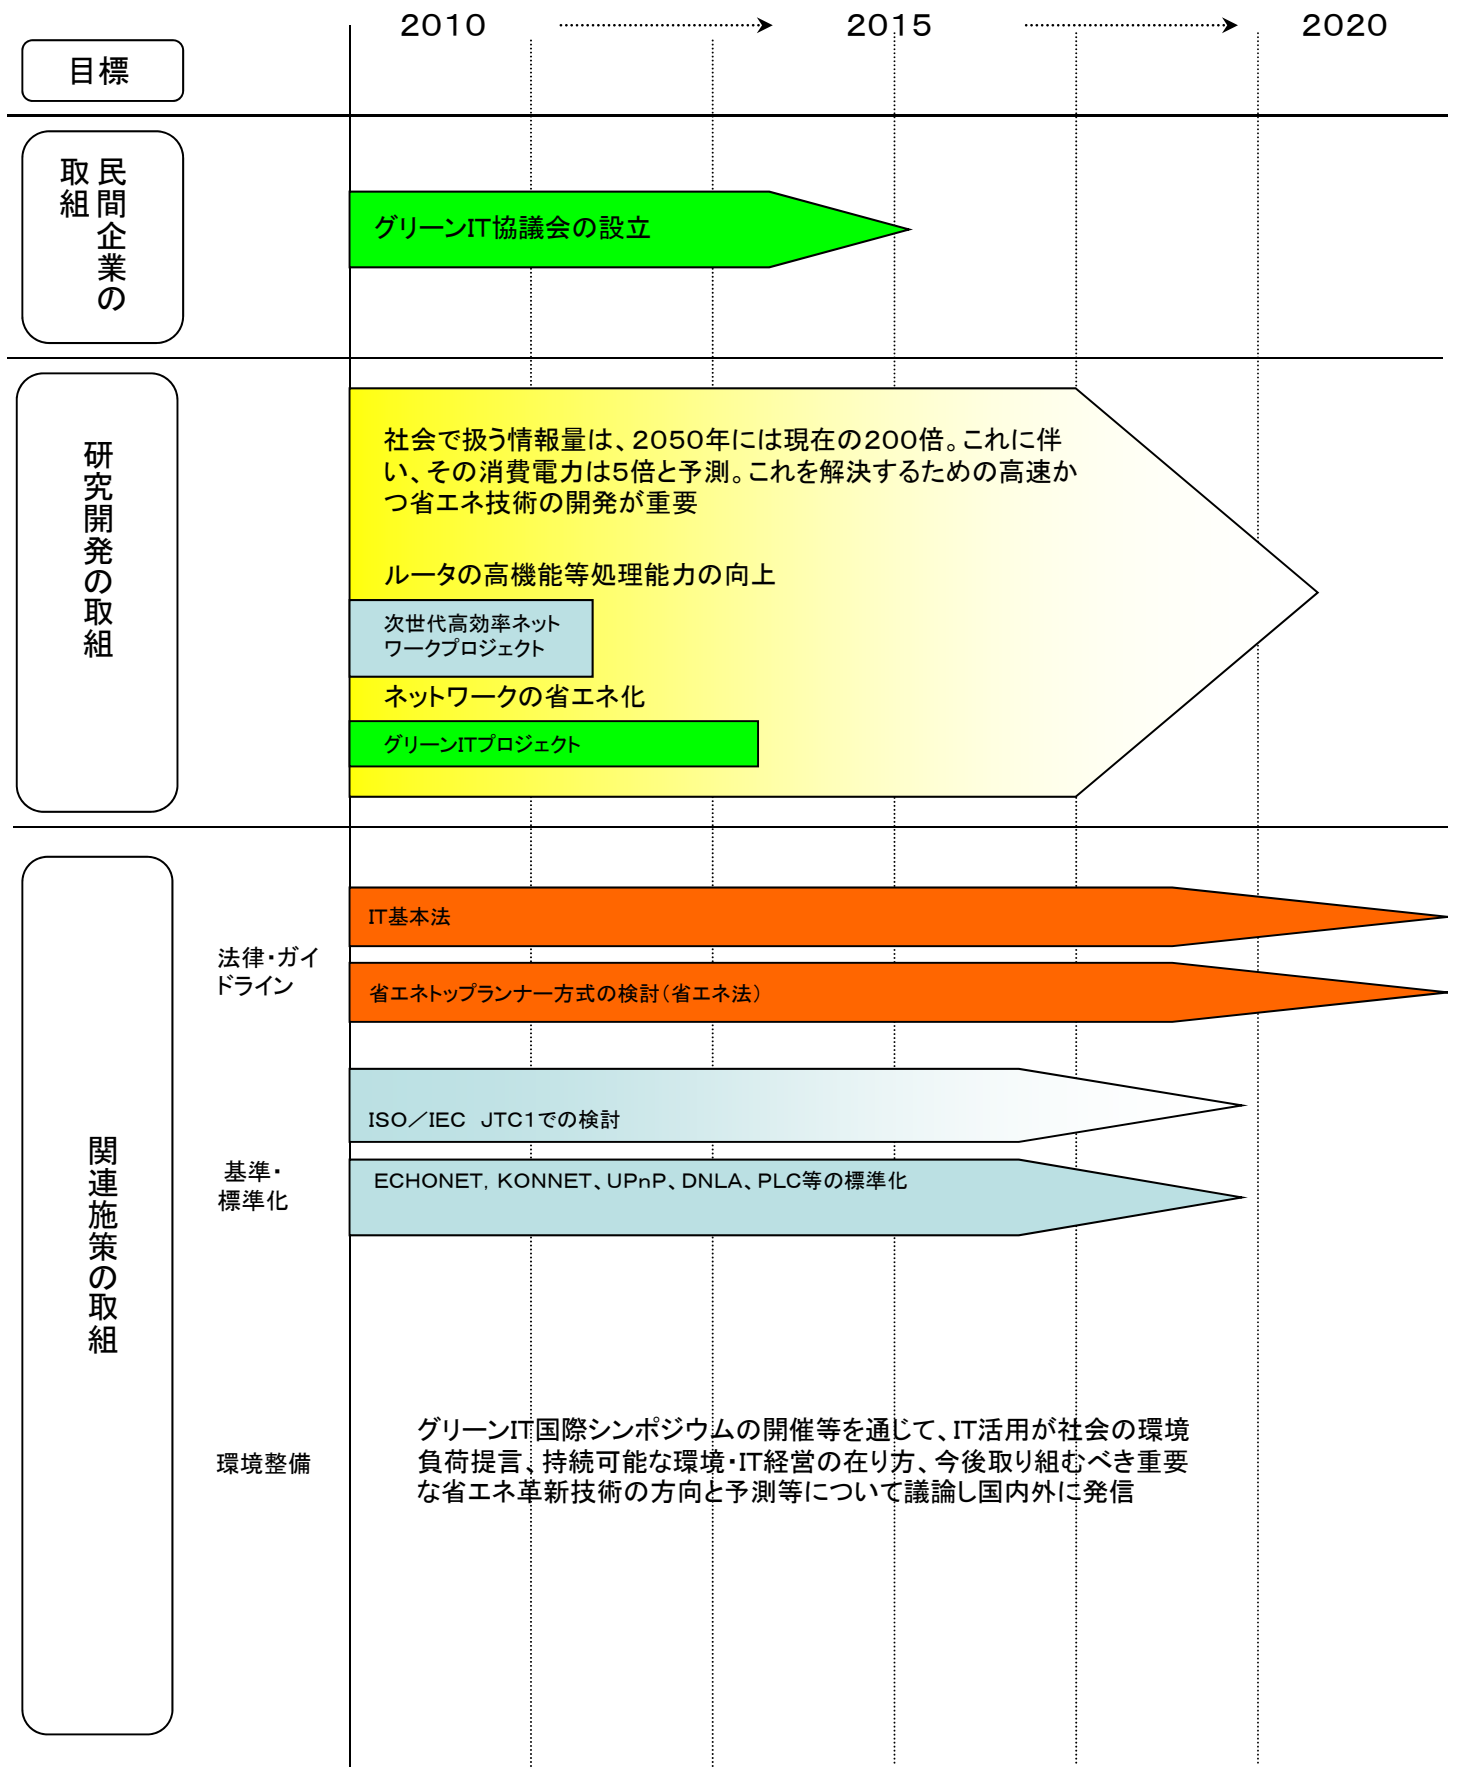 ２０１０
２０１５
２０２０
目標
民間企業の
取組
グリーンIT協議会の設立
研究開発の取組
社会で扱う情報量は、２０５０年には現在の２００倍。これに伴
い、その消費電力は５倍と予測。これを解決するための高速か
つ省エネ技術の開発が重要
ルータの高機能等処理能力の向上
次世代高効率ネット
ワークプロジェクト
ネットワークの省エネ化
グリーンITプロジェクト
関連施策の取組
法律・ガイ
ドライン
IT基本法
省エネトップランナー方式の検討（省エネ法）
基準・
標準化
ISO／IEC　JTC1での検討
ECHONET, KONNET、UPnP、DNLA、PLC等の標準化
環境整備
グリーンIT国際シンポジウムの開催等を通じて、IT活用が社会の環境
負荷提言、持続可能な環境・IT経営の在り方、今後取り組むべき重要
な省エネ革新技術の方向と予測等について議論し国内外に発信